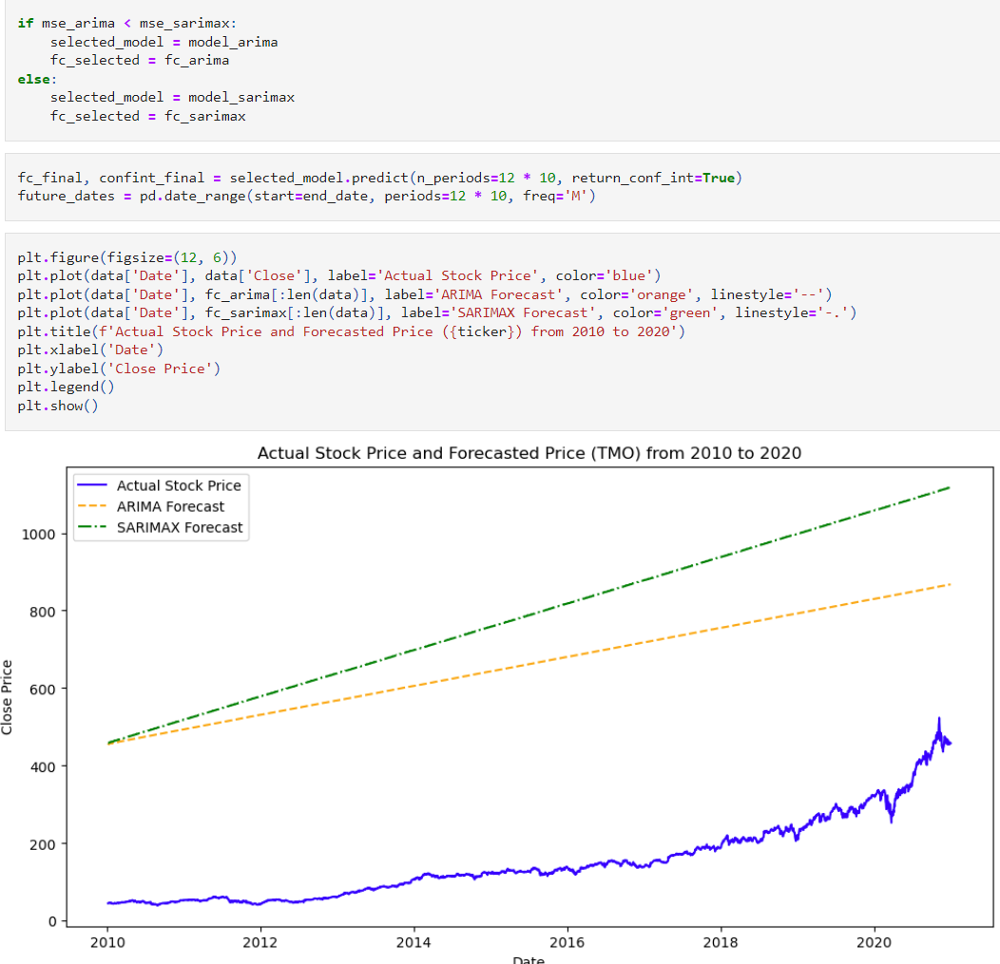 if mse_arima < mse_sarimax:
    selected_model = model_arima
    fc_selected = fc_arima
else:
    selected_model = model_sarimax
    fc_selected = fc_sarimax
fc_final, confint_final = selected_model.predict(n_periods=12 * 10, return_conf_int=True)
future_dates = pd.date_range(start=end_date, periods=12 * 10, freq='M')
plt.figure(figsize=(12, 6))
plt.plot(data['Date'], data['Close'], label='Actual Stock Price', color='blue')
plt.plot(data['Date'], fc_arima[:len(data)], label='ARIMA Forecast', color='orange', linestyle='--')
plt.plot(data['Date'], fc_sarimax[:len(data)], label='SARIMAX Forecast', color='green', linestyle='-.')
plt.title(f'Actual Stock Price and Forecasted Price ({ticker}) from 2010 to 2020')
plt.xlabel('Date')
plt.ylabel('Close Price')
plt.legend()
plt.show()
Actual Stock Price and Forecasted Price (TMO) from 2010 to 2020
Actual Stock Price
ARIMA Forecast
SARIMAX Forecast
1000
800
600
400
200
0
Close Price
2010 2012 2014 2016 2018 2020
Date